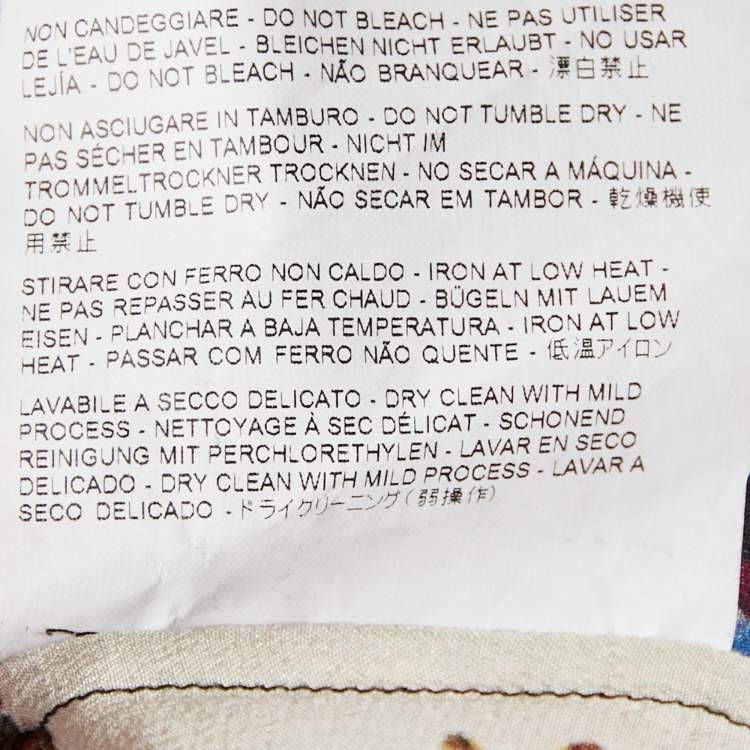 NON CANDEGGIARE - DO NOT BLEACH - NE PAS UTILISER
DE L'EAU DE JAVEL - BLEICHEN NICHT ERLAUBT - NO USAR
LEJÍA - DO NOT BLEACH - NÃO BRANQUEAR - 漂白禁止
NON ASCIUGARE IN TAMBURO - DO NOT TUMBLE DRY - NE
PAS SÉCHER EN TAMBOUR - NICHT IM
TROMMELTROCKNER TROCKNEN - NO SECAR A MÁQUINA -
DO NOT TUMBLE DRY - NÃO SECAR EM TAMBOR - 乾燥機使
用禁止
STIRARE CON FERRO NON CALDO - IRON AT LOW HEAT -
NE PAS REPASSER AU FER CHAUD - BÜGELN MIT LAUEM
EISEN - PLANCHAR A BAJA TEMPERATURA - IRON AT LOW
HEAT - PASSAR COM FERRO NÃO QUENTE - 低温アイロン
LAVABILE A SECCO DELICATO - DRY CLEAN WITH MILD
PROCESS - NETTOYAGE À SEC DÉLICAT - SCHONEND
REINIGUNG MIT PERCHLORETHYLEN - LAVAR EN SECO
DELICADO - DRY CLEAN WITH MILD PROCESS - LAVAR A
SECO DELICADO - ドライクリーニング(弱操作)